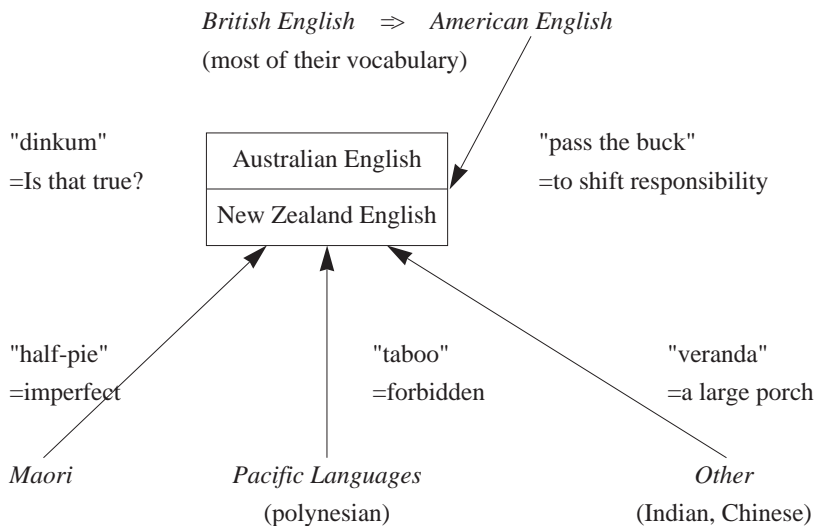 British English ⇒ American English
(most of their vocabulary)
"dinkum"
=Is that true?
Australian English
New Zealand English
"pass the buck"
=to shift responsibility
"half-pie"
=imperfect
"taboo"
=forbidden
"veranda"
=a large porch
Maori
Pacific Languages
(polynesian)
Other
(Indian, Chinese)